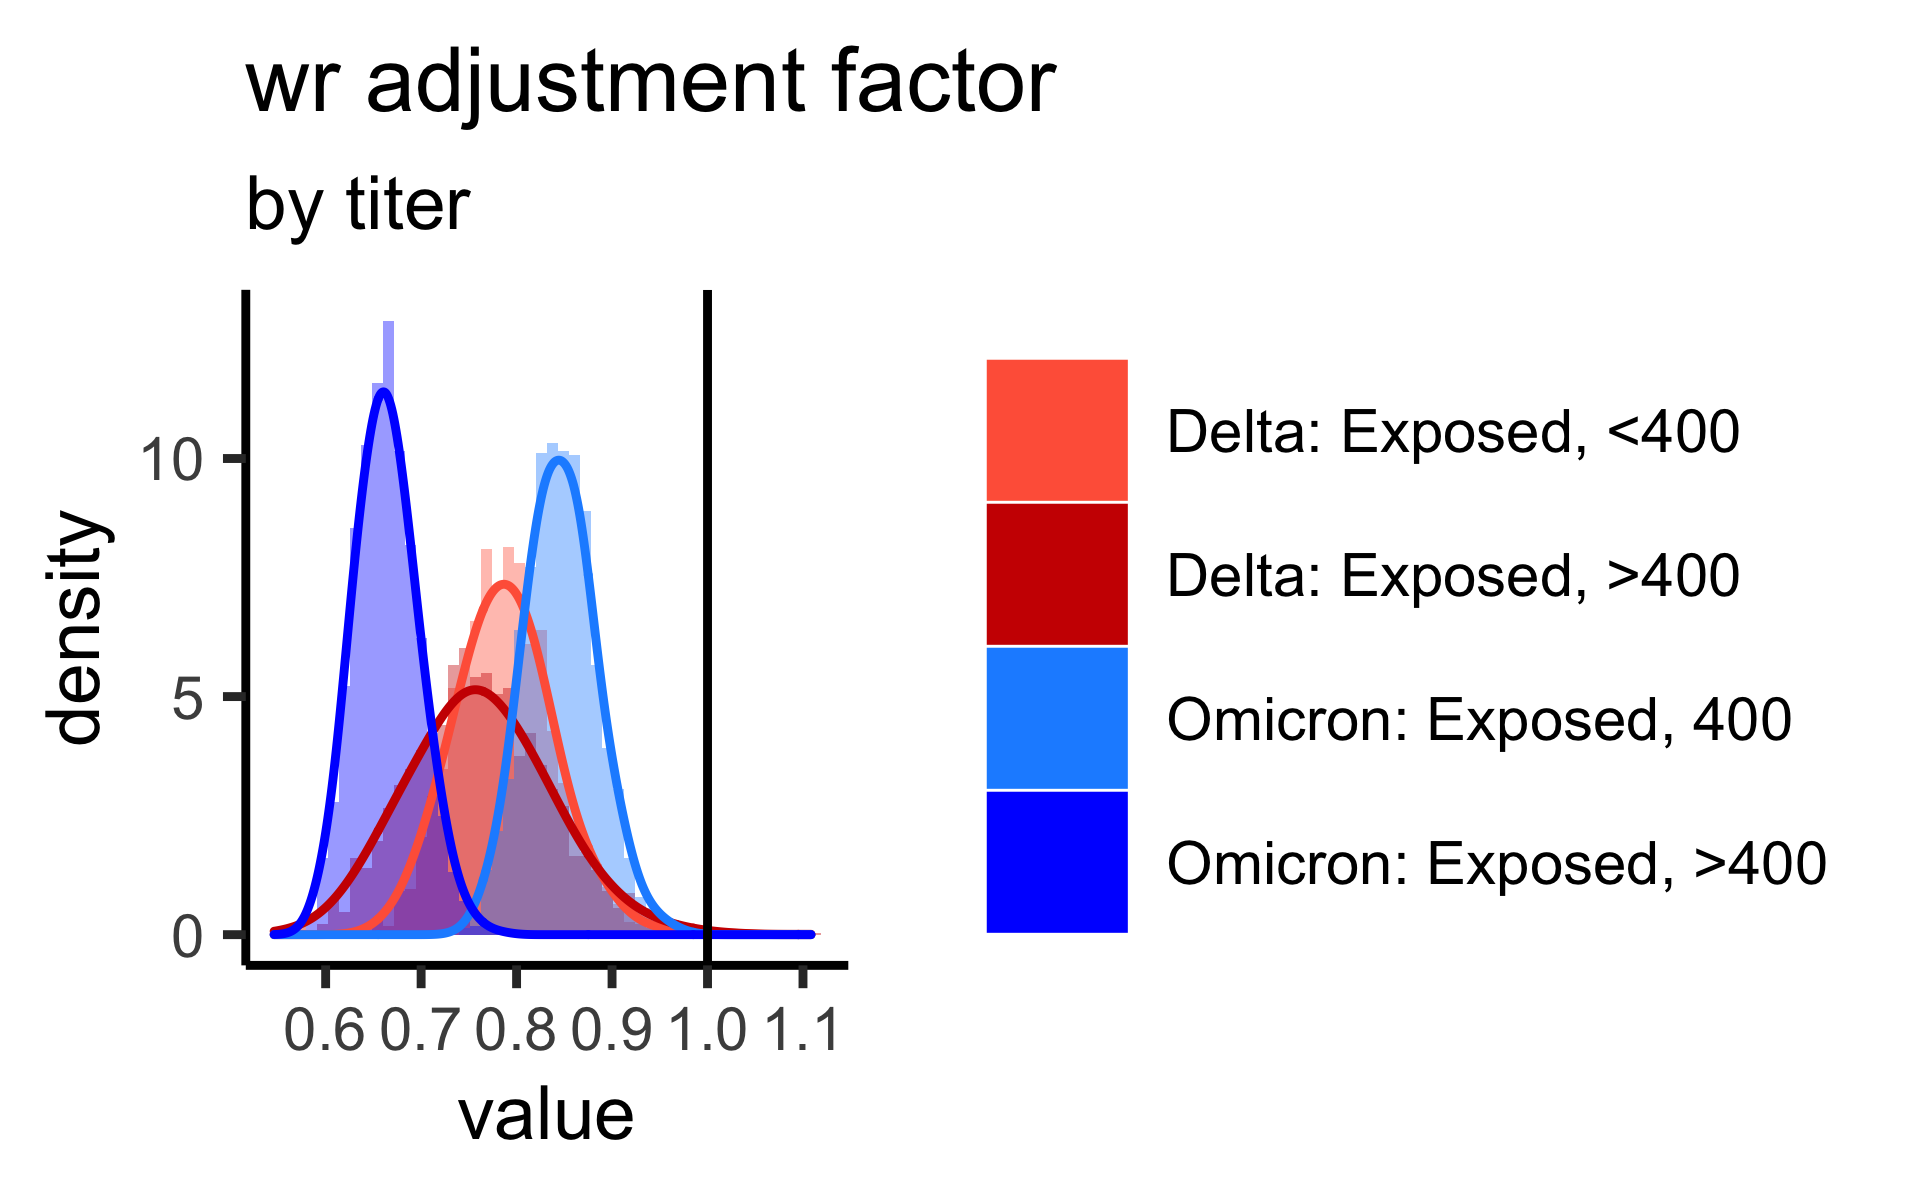 wr adjustment factor
by titer
density
10
5
0
0.6 0.7 0.8 0.9 1.0 1.1
value
Delta: Exposed, <400
Delta: Exposed, >400
Omicron: Exposed, 400
Omicron: Exposed, >400